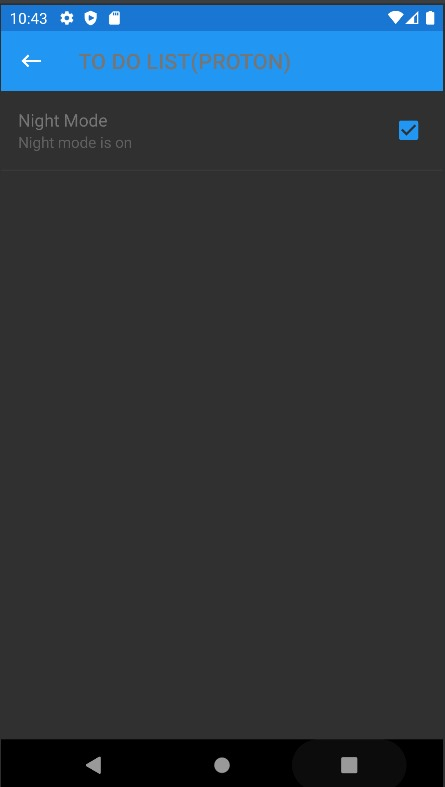 10:43
TO DO LIST(PROTON)
Night Mode
Night mode is on